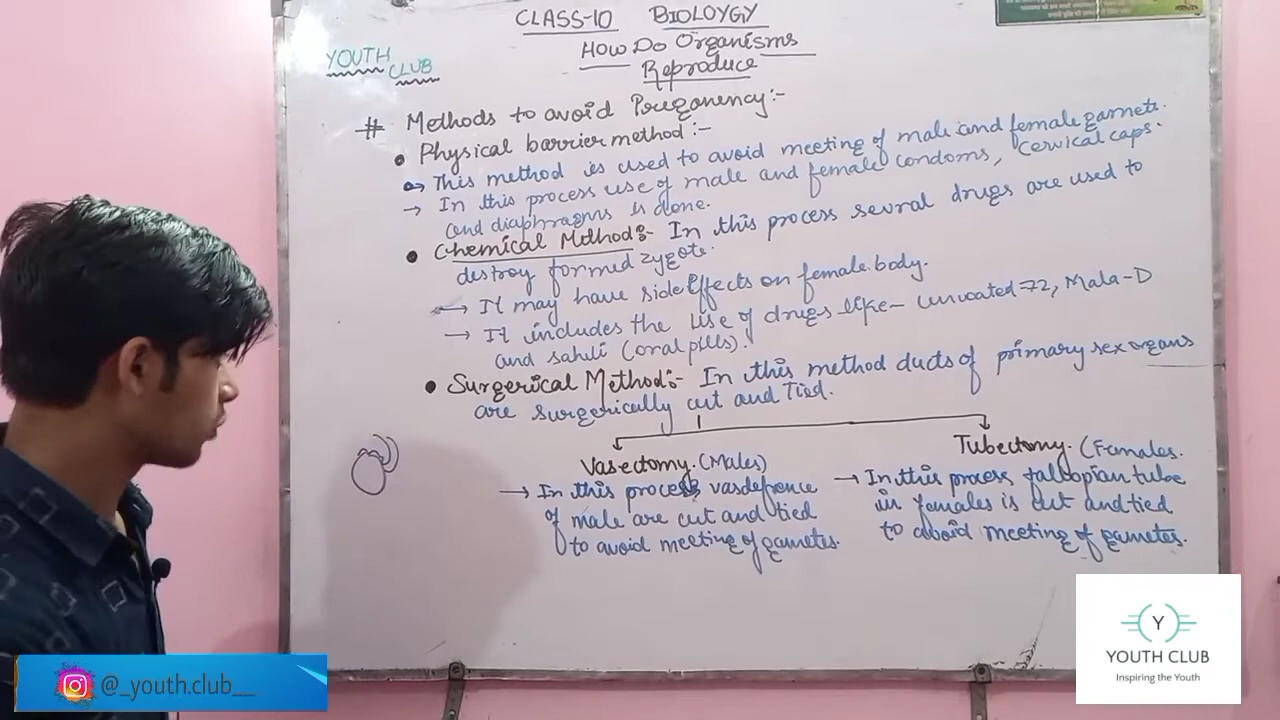 CLASS-10 BIOLOYGY
HOW DO Organisms
Reproduce
YOUTH
CLUB
# Methods to avoid Preganency:-
• Physical barrier method:-
→ This method is used to avoid meeting of male and female gamete.
→ In this process use of male and female condoms, Cervical caps.
and diaphragms is done.
• Chemical Method:- In this process sevral drugs are used to
destroy formed zygote.
→ It may have side effects on female body.
→ It includes the use of drugs like- unwated-72, Mala-D
and saheli (oral pills).
• Surgerical Method:- In this method ducts of primary sex organs
are surgerically cut and Tied.
Vasectomy. (Males)
→ In this process vasdefrence
of male are cut and tied
to avoid meeting of gametes.
Tubectomy. (Females.
→ In this process fallopian tube
in females is cut and tied
to avoid meeting of gametes.
@_youth.club__
Y
YOUTH CLUB
Inspiring the Youth